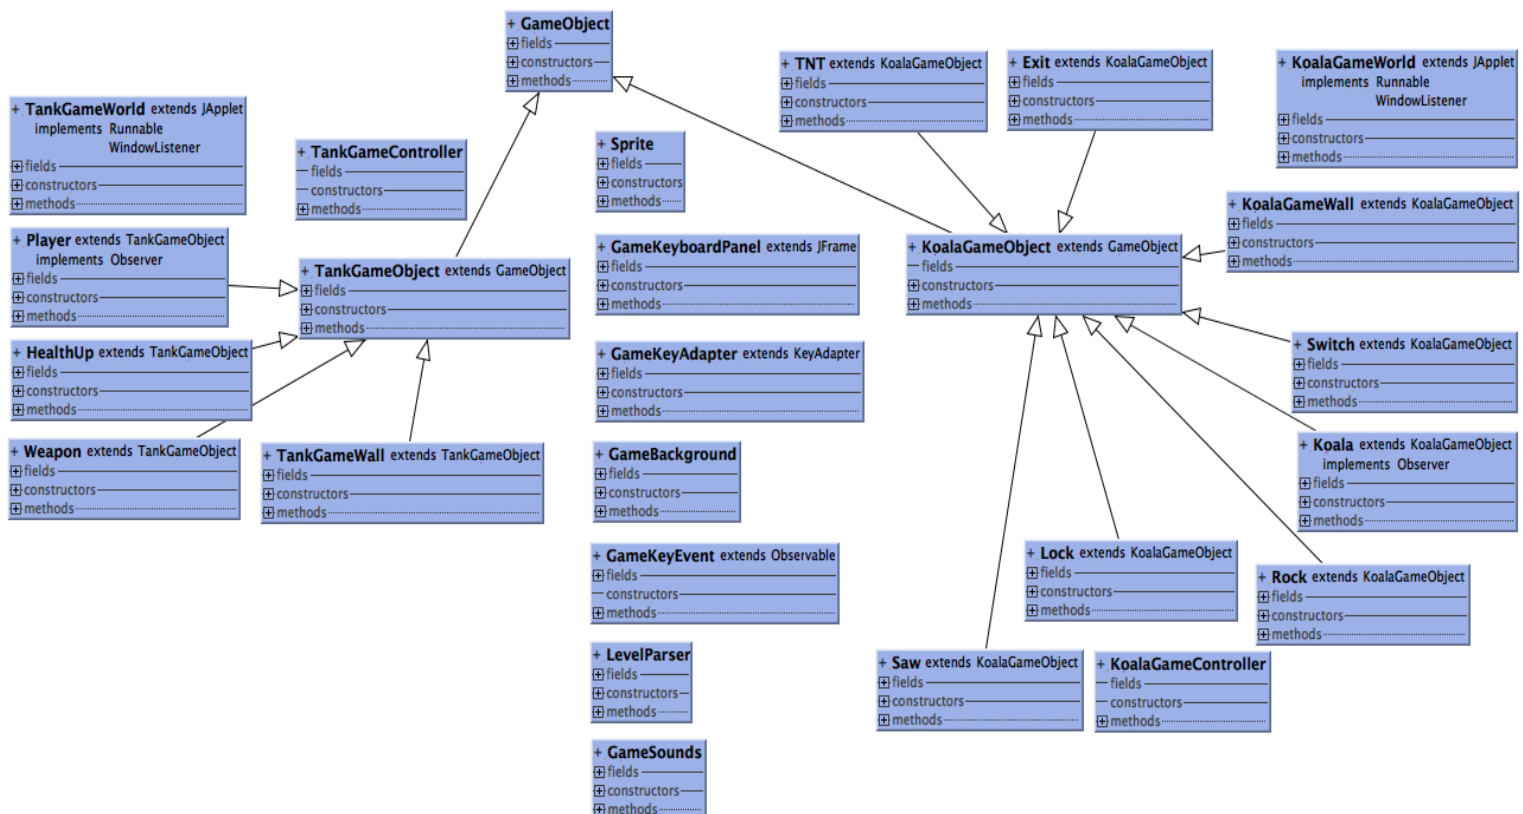 + GameObject
fields
constructors
methods
+ TNT extends KoalaGameObject
fields
constructors
methods
+ Exit extends KoalaGameObject
fields
constructors
methods
+ KoalaGameWorld extends JApplet
implements Runnable
WindowListener
fields
constructors
methods
+ TankGameWorld extends JApplet
implements Runnable
WindowListener
fields
constructors
methods
+ TankGameController
fields
constructors
methods
+ Sprite
fields
constructors
methods
+ KoalaGameWall extends KoalaGameObject
fields
constructors
methods
+ Player extends TankGameObject
implements Observer
fields
constructors
methods
+ TankGameObject extends GameObject
fields
constructors
methods
+ GameKeyboardPanel extends JFrame
fields
constructors
methods
+ KoalaGameObject extends GameObject
fields
constructors
methods
+ HealthUp extends TankGameObject
fields
constructors
methods
+ GameKeyAdapter extends KeyAdapter
fields
constructors
methods
+ Switch extends KoalaGameObject
fields
constructors
methods
+ Weapon extends TankGameObject
fields
constructors
methods
+ TankGameWall extends TankGameObject
fields
constructors
methods
+ GameBackground
fields
constructors
methods
+ Koala extends KoalaGameObject
implements Observer
fields
constructors
methods
+ GameKeyEvent extends Observable
fields
constructors
methods
+ Lock extends KoalaGameObject
fields
constructors
methods
+ Rock extends KoalaGameObject
fields
constructors
methods
+ LevelParser
fields
constructors
methods
+ Saw extends KoalaGameObject
fields
constructors
methods
+ KoalaGameController
fields
constructors
methods
+ GameSounds
fields
constructors
methods